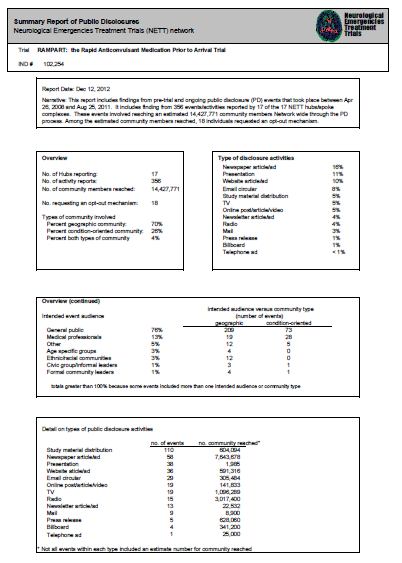 Summary Report of Public Disclosures
Neurological Emergencies Treatment Trials (NETT) network
Neurological
Emergencies
Treatment
Trials
Trial RAMPART: the Rapid Anticonvulsant Medication Prior to Arrival Trial
IND # 102,254
Report Date: Dec 12, 2012
Narrative: This report includes findings from pre-trial and ongoing public disclosure (PD) events that took place between Apr
26, 2008 and Aug 25, 2011. It includes finding from 356 events/activities reported by 17 of the 17 NETT hubs/spoke
complexes. These events involved reaching an estimated 14,427,771 community members Network wide through the PD
process. Among the estimated community members reached, 18 individuals requested an opt-out mechanism.
Overview
No. of Hubs reporting: 17
No. of activity reports: 356
No. of community members reached: 14,427,771
No. requesting an opt-out mechanism: 18
Types of community involved
Percent geographic community: 70%
Percent condition-oriented community: 26%
Percent both types of community 4%
Type of disclosure activities
Newspaper article/ad 16%
Presentation 11%
Website article/ad 10%
Email circular 8%
Study material distribution 5%
TV 5%
Online post/article/video 5%
Newsletter article/ad 4%
Radio 4%
Mail 3%
Press release 1%
Billboard 1%
Telephone ad < 1%
Overview (continued)
Intended audience versus community type
Intended event audience (number of events)
geographic condition-oriented
General public 76% 209 73
Medical professionals 13% 19 28
Other 5% 12 5
Age specific groups 3% 4 0
Ethnic/racial communities 3% 12 0
Civic group/informal leaders 1% 3 1
Formal community leaders 1% 4 1
totals greater than 100% because some events included more than one intended audience or community type
Detail on types of public disclosure activities
no. of events no. community reached*
Study material distribution 110 604,094
Newspaper article/ad 58 7,643,678
Presentation 38 1,985
Website aticle/ad 36 591,316
Email circular 29 305,484
Online post/article/video 19 141,833
TV 19 1,096,289
Radio 15 3,017,400
Newsletter article/ad 13 22,532
Mail 9 8,900
Press release 5 628,060
Billboard 4 341,200
Telephone ad 1 25,000
* Not all events within each type included an estimate number for community reached